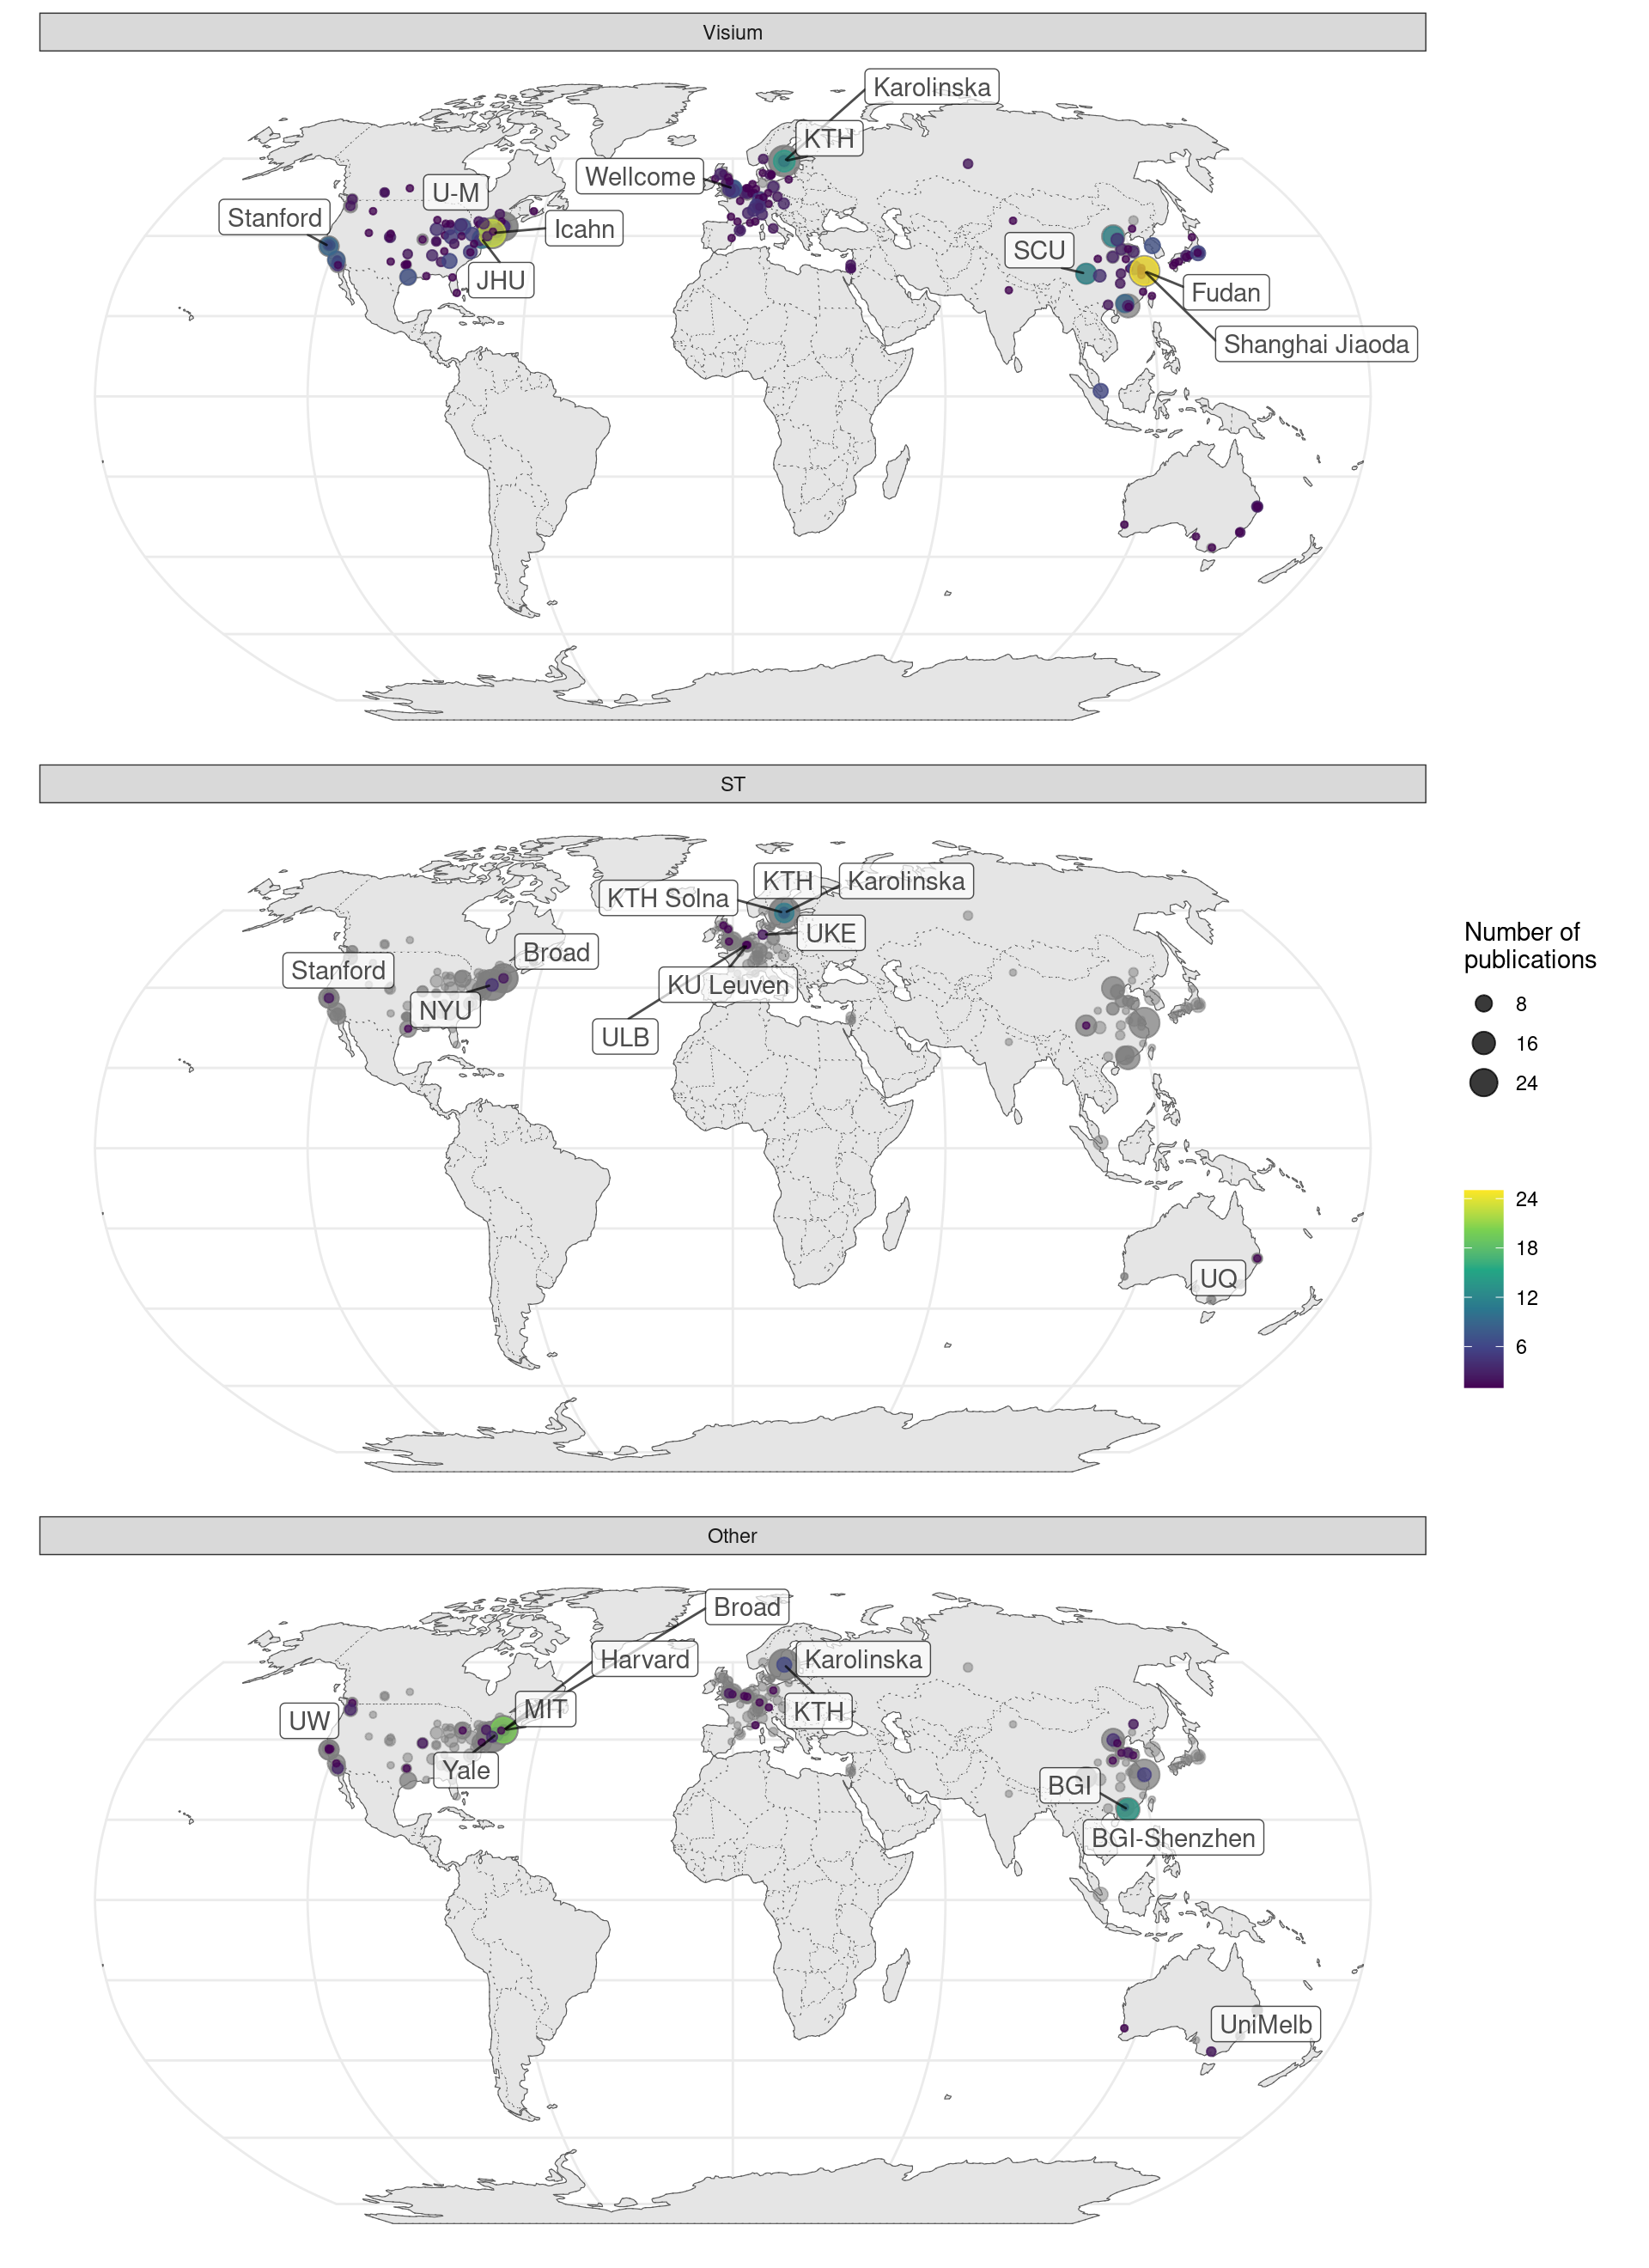 Visium
Karolinska
KTH
Wellcome
U-M
Stanford
Icahn
SCU
JHU
Fudan
Shanghai Jiaoda
ST
KTH
Karolinska
KTH Solna
UKE
Broad
Stanford
KU Leuven
NYU
ULB
UQ
Number of
publications
8
16
24
24
18
12
6
Other
Broad
Harvard
Karolinska
MIT
KTH
UW
Yale
BGI
BGI-Shenzhen
UniMelb